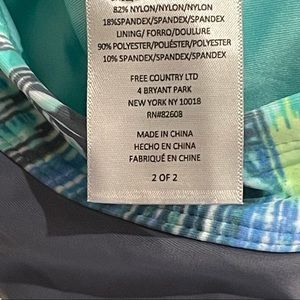 82% NYLON/NYLON/NYLON
18%SPANDEX/SPANDEX/SPANDEX
LINING/ FORRO/DOULURE
90% POLYESTER/POLIÉSTER/POLYESTER
10% SPANDEX/SPANDEX/SPANDEX
FREE COUNTRY LTD
4 BRYANT PARK
NEW YORK NY 10018
RN#82608
MADE IN CHINA
HECHO EN CHINA
FABRIQUÉ EN CHINE
2 OF 2